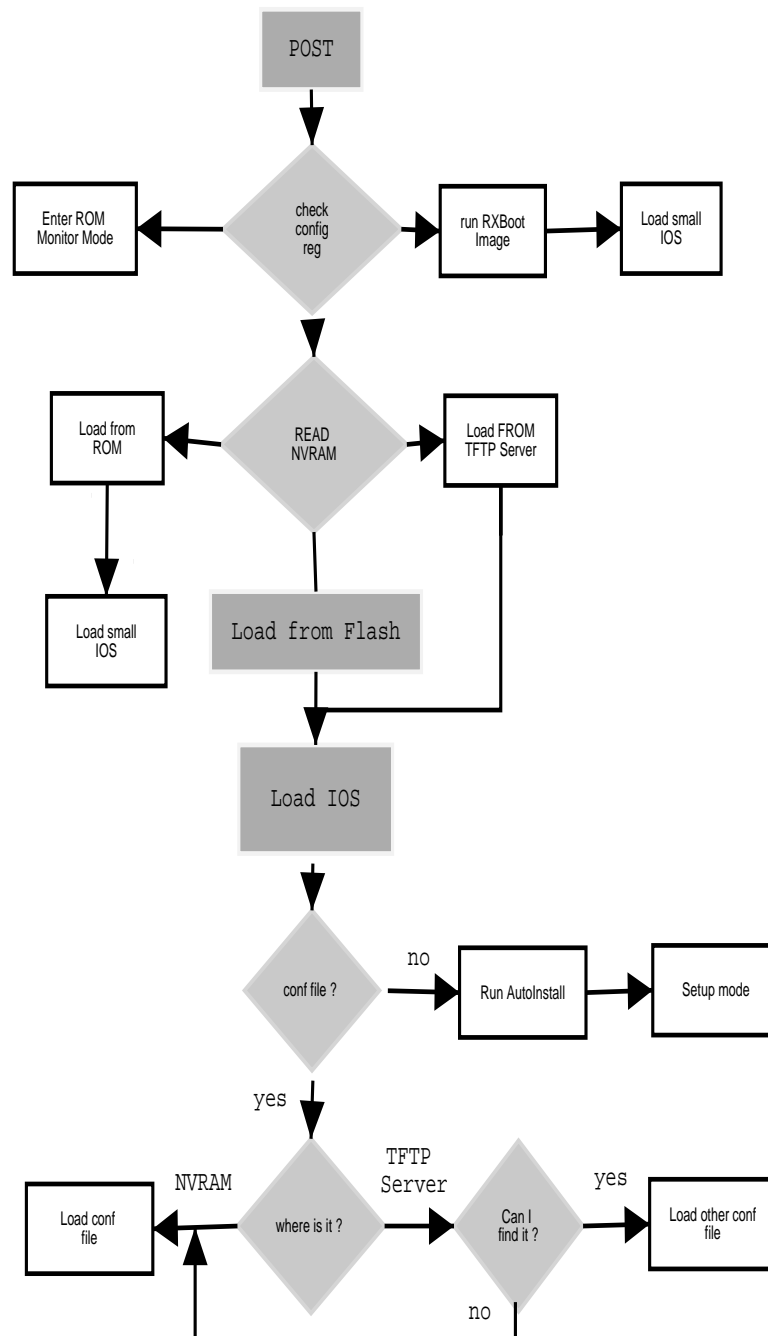 POST
Enter ROM
Monitor Mode
check
config
reg
run RXBoot
Image
Load small
IOS
Load from
ROM
READ
NVRAM
Load FROM
TFTP Server
Load small
IOS
Load from Flash
Load IOS
conf file ?
no
Run AutoInstall
Setup mode
yes
NVRAM
TFTP
Server
yes
Load conf
file
where is it ?
Can I
find it ?
Load other conf
file
no